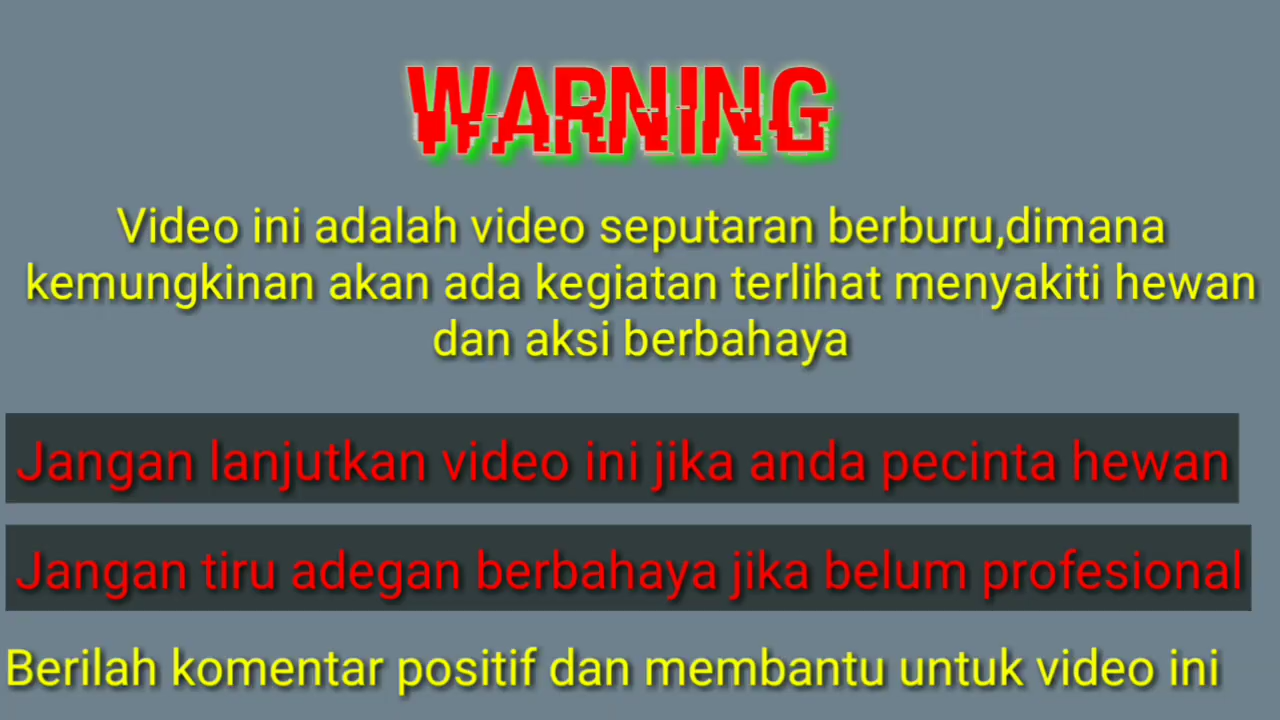 WARNING
Video ini adalah video seputaran berburu,dimana
kemungkinan akan ada kegiatan terlihat menyakiti hewan
dan aksi berbahaya
Jangan lanjutkan video ini jika anda pecinta hewan
Jangan tiru adegan berbahaya jika belum profesional
Berilah komentar positif dan membantu untuk video ini